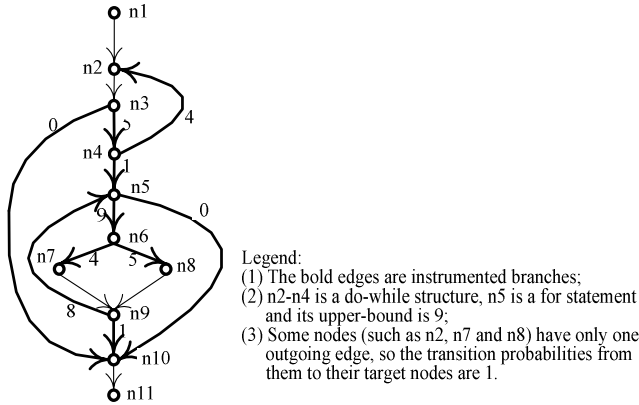 n1
n2
n3
0
5
4
n4
1
n5
0
9
n6
n7
4
5
n8
8
n9
1
n10
n11
Legend:
(1) The bold edges are instrumented branches;
(2) n2-n4 is a do-while structure, n5 is a for statement
and its upper-bound is 9;
(3) Some nodes (such as n2, n7 and n8) have only one
outgoing edge, so the transition probabilities from
them to their target nodes are 1.